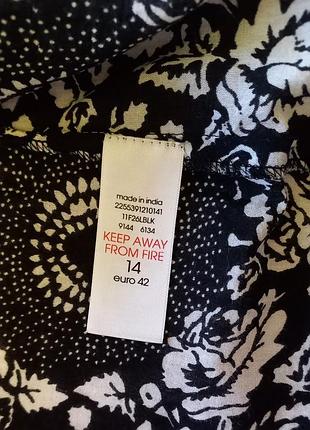 made in india
2255391210141
11F26LBLK
9144 6134
KEEP AWAY
FROM FIRE
14
euro 42